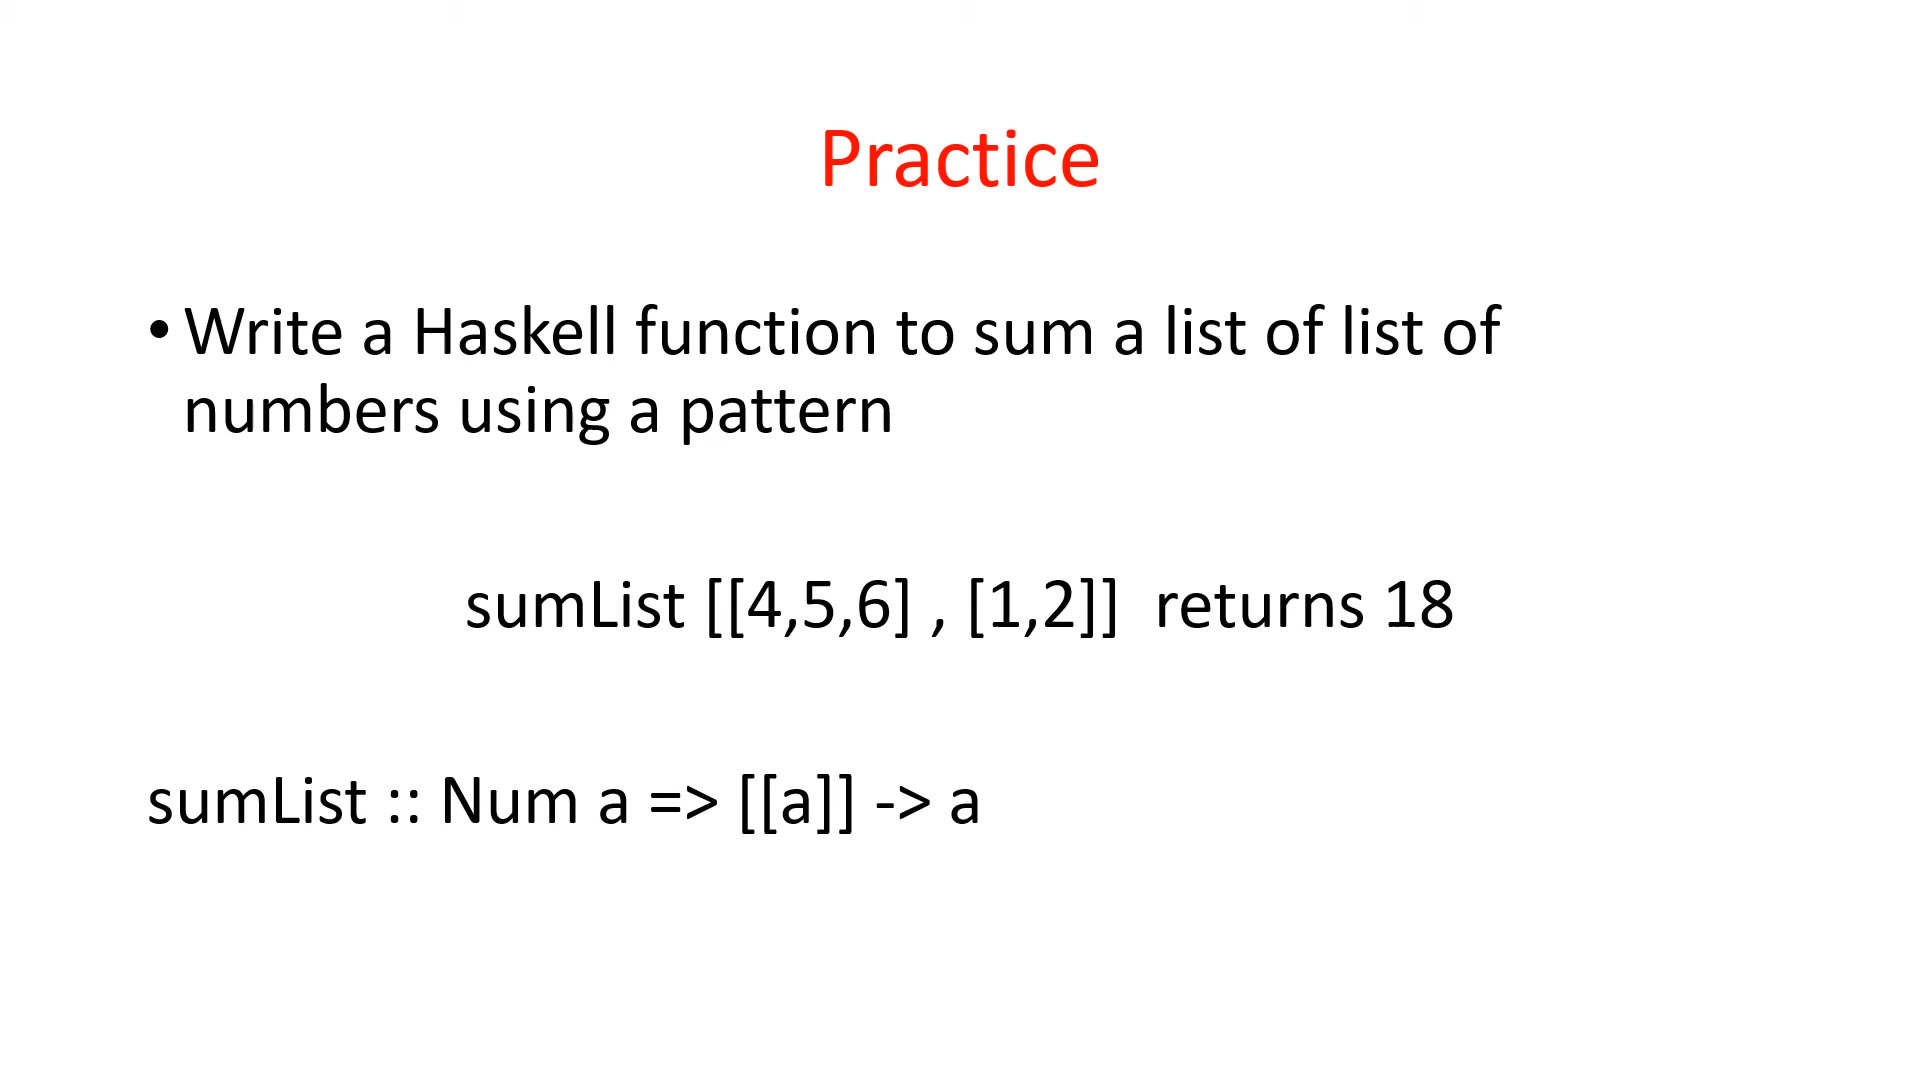 Practice
• Write a Haskell function to sum a list of list of
numbers using a pattern
sumList [[4,5,6] , [1,2]]  returns 18
sumList :: Num a => [[a]] -> a